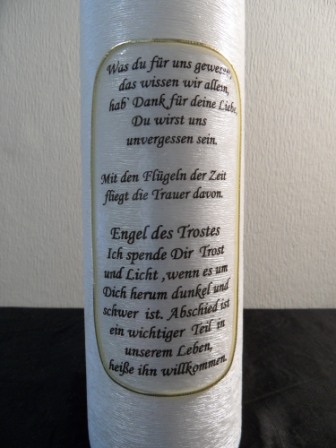 Was du für uns gewesen,
das wissen wir allein,
hab' Dank für deine Liebe,
Du wirst uns
unvergessen sein.
Mit den Flügeln der Zeit
fliegt die Trauer davon.
Engel des Trostes
Ich spende Dir Trost
und Licht ,wenn es um
Dich herum dunkel und
schwer ist. Abschied ist
ein wichtiger Teil in
unserem Leben,
heiße ihn willkommen.